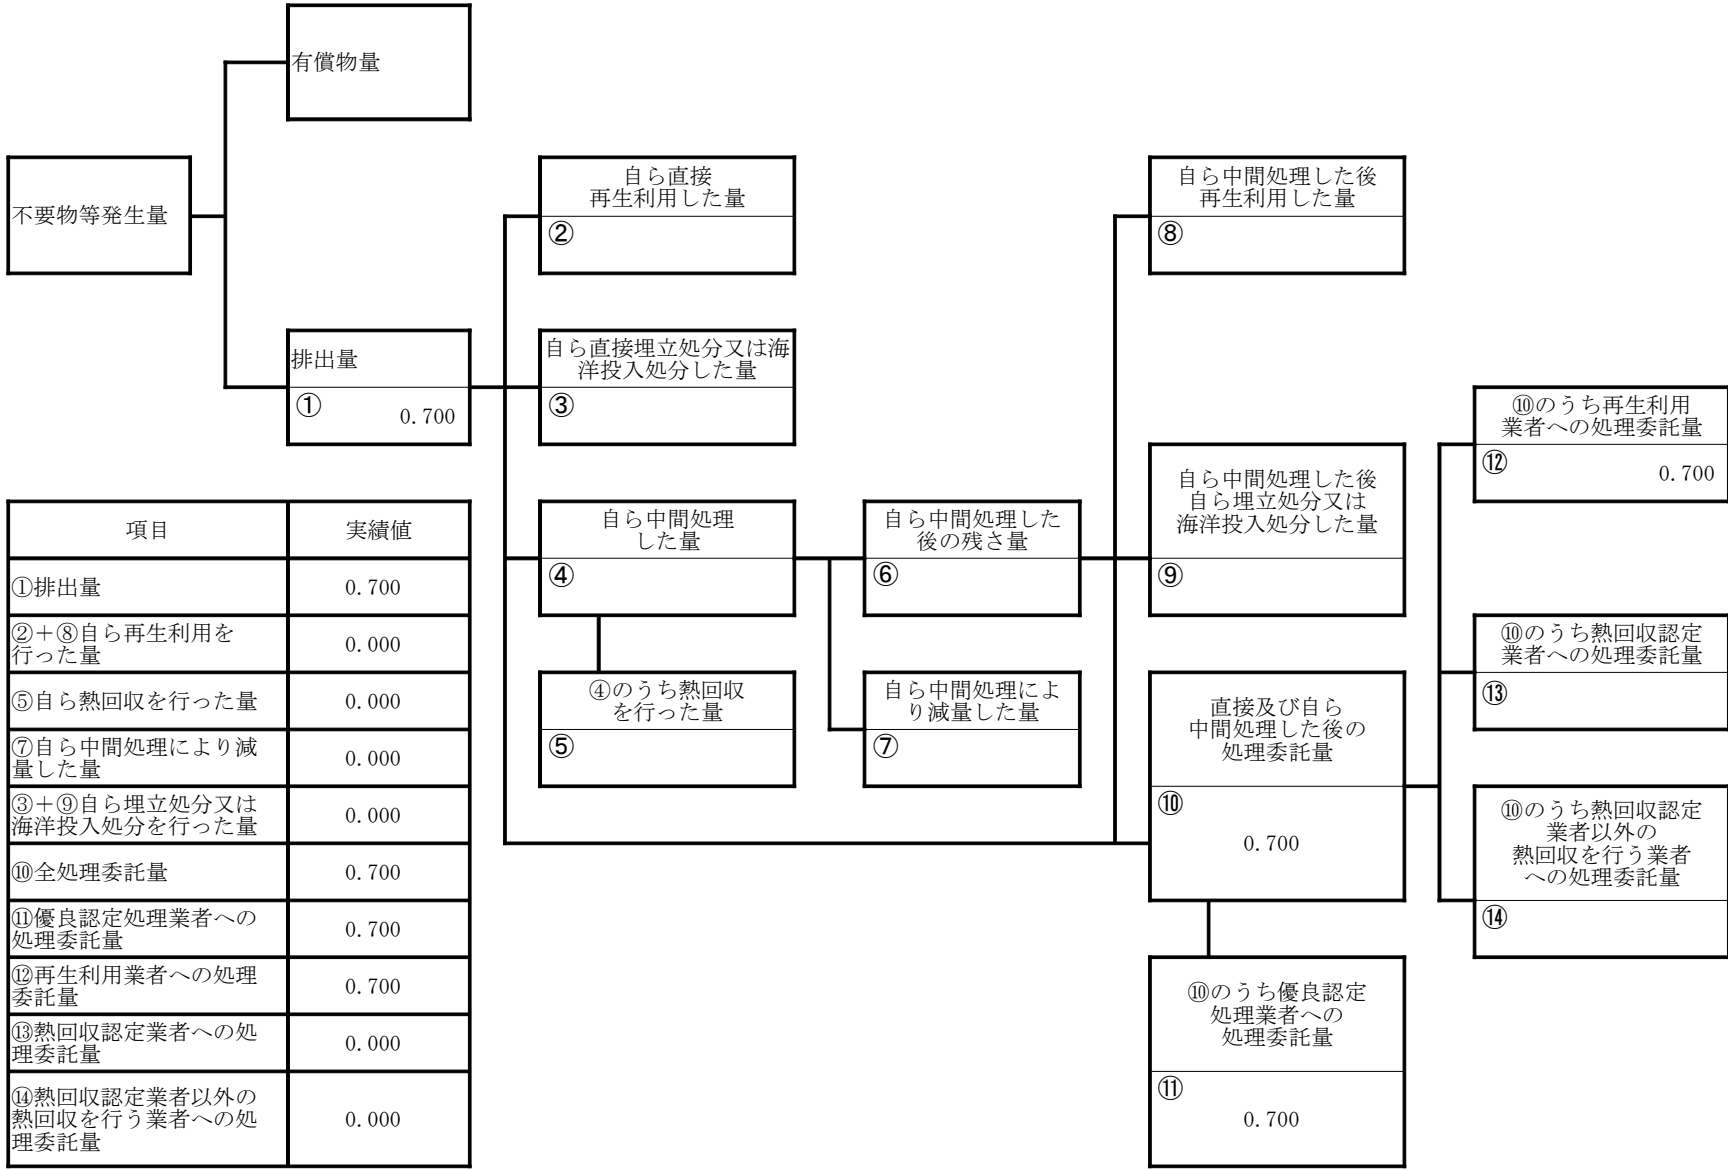 有償物量
不要物等発生量
自ら直接
再生利用した量
②
自ら中間処理した後
再生利用した量
⑧
排出量
①
0.700
自ら直接埋立処分又は海
洋投入処分した量
③
⑩のうち再生利用
業者への処理委託量
⑫
0.700
自ら中間処理
した量
④
自ら中間処理した
後の残さ量
⑥
自ら中間処理した後
自ら埋立処分又は
海洋投入処分した量
⑨
⑩のうち熱回収認定
業者への処理委託量
⑬
④のうち熱回収
を行った量
⑤
自ら中間処理によ
り減量した量
⑦
直接及び自ら
中間処理した後の
処理委託量
⑩
0.700
⑩のうち熱回収認定
業者以外の
熱回収を行う業者
への処理委託量
⑭
⑩のうち優良認定
処理業者への
処理委託量
⑪
0.700
項目 実績値
①排出量 0.700
②＋⑧自ら再生利用を
行った量 0.000
⑤自ら熱回収を行った量 0.000
⑦自ら中間処理により減
量した量 0.000
③＋⑨自ら埋立処分又は
海洋投入処分を行った量 0.000
⑩全処理委託量 0.700
⑪優良認定処理業者への
処理委託量 0.700
⑫再生利用業者への処理
委託量 0.700
⑬熱回収認定業者への処
理委託量 0.000
⑭熱回収認定業者以外の
熱回収を行う業者への処
理委託量 0.000